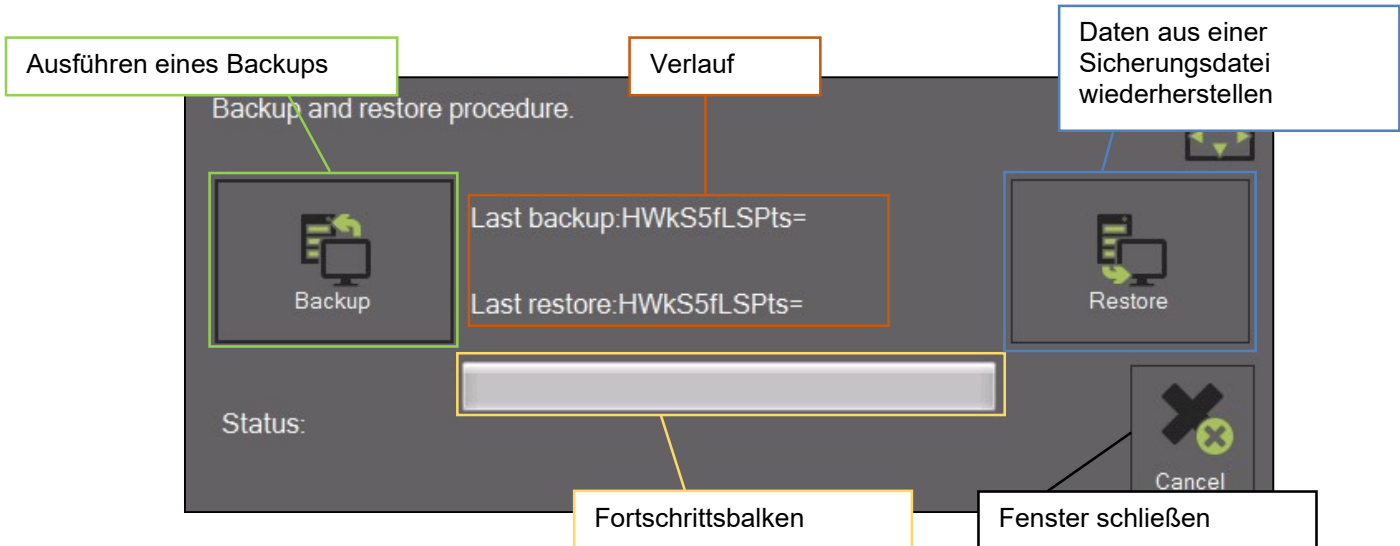 Daten aus einer
Sicherungsdatei
wiederherstellen
Ausführen eines Backups
Verlauf
Backup and restore procedure.
Last backup:HWkS5fLSPts=
Backup
Last restore:HWkS5fLSPts=
Restore
Status:
Cancel
Fortschrittsbalken
Fenster schließen